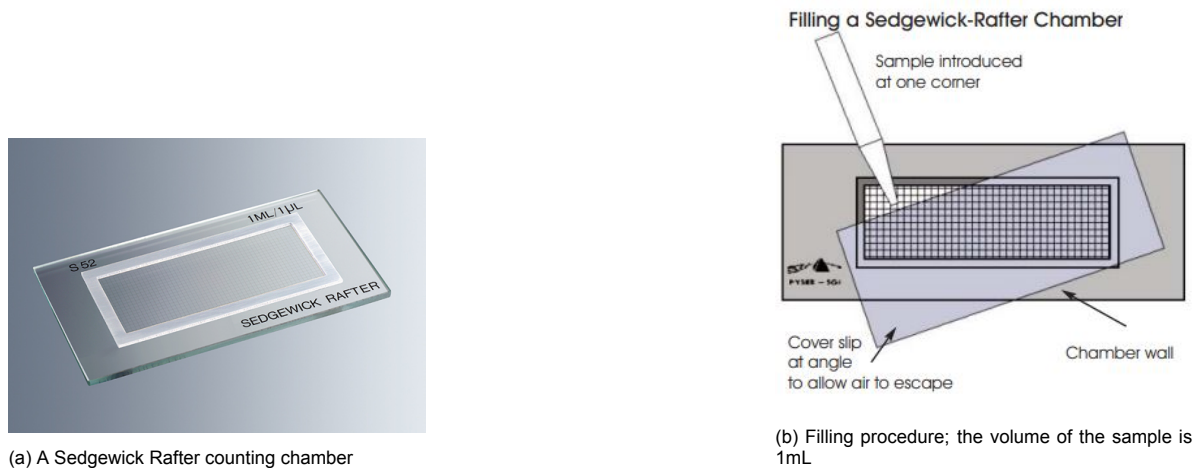 Filling a Sedgewick-Rafter Chamber
Sample introduced
at one corner
1ML/1µL
S 52
SEDGEWICK RAFTER
PYSER - SGI
Cover slip
at angle
to allow air to escape
Chamber wall
(a) A Sedgewick Rafter counting chamber
(b) Filling procedure; the volume of the sample is
1mL